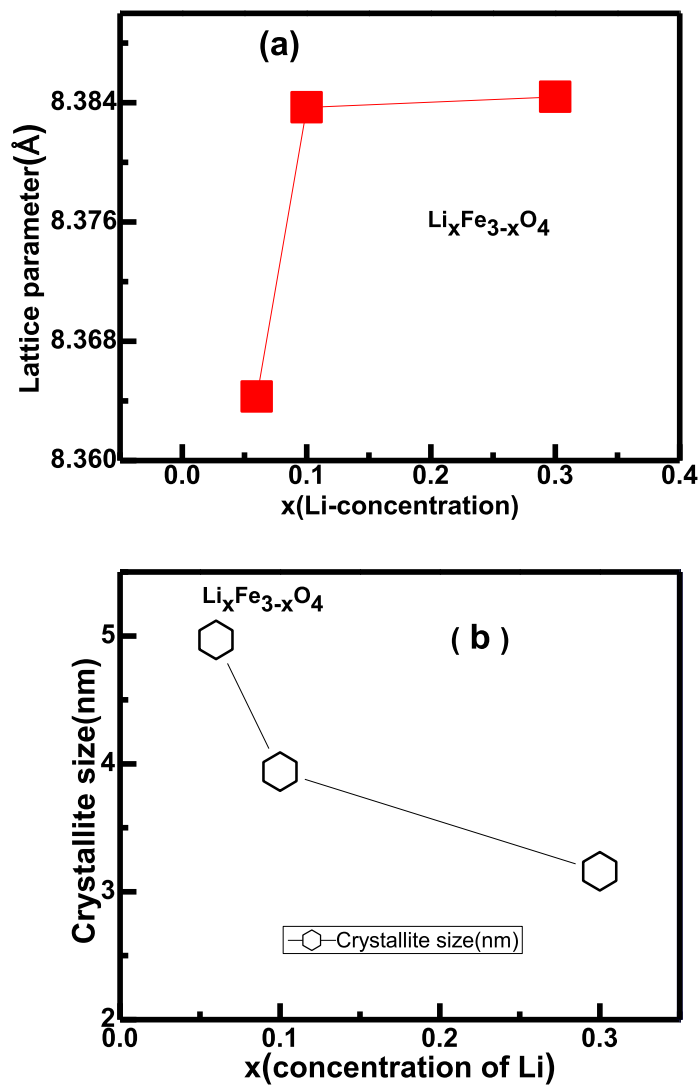 (a)
8.384
8.376
8.368
8.360
Lattice parameter(Å)
LixFe3-xO4
0.0 0.1 0.2 0.3 0.4
x(Li-concentration)
LixFe3-xO4
( b )
5
4
3
2
Crystallite size(nm)
Crystallite size(nm)
0.0 0.1 0.2 0.3
x(concentration of Li)